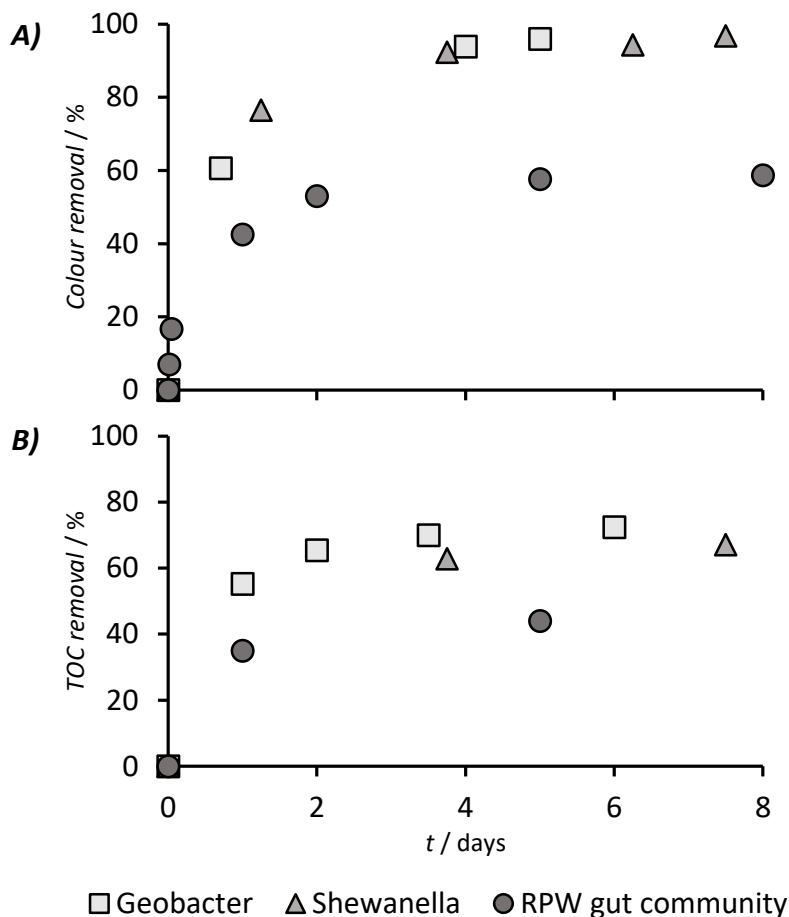 A)
Colour removal / %
100
80
60
40
20
0
B)
TOC removal / %
100
80
60
40
20
0
0 2 4 6 8
t / days
Geobacter Shewanella RPW gut community